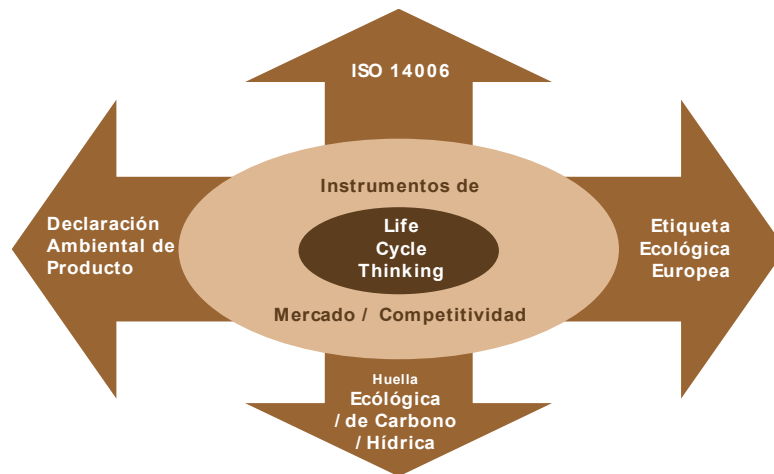 ISO 14006
Instrumentos de
Declaración
Ambiental de
Producto
Life
Cycle
Thinking
Etiqueta
Ecológica
Europea
Mercado / Competitividad
Huella
Ecólógica
/ de Carbono
/ Hídrica